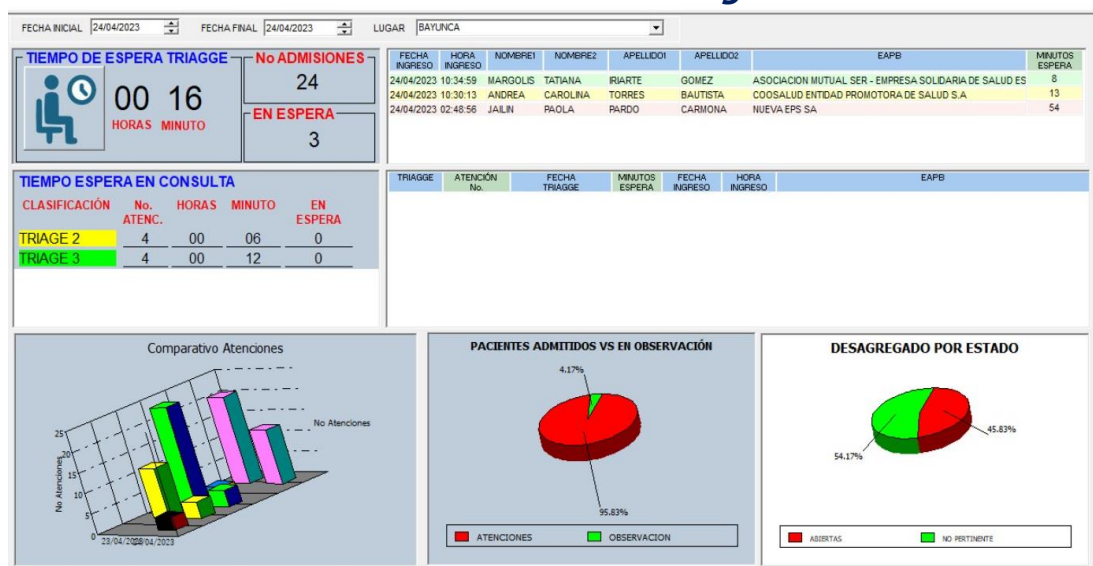 FECHA INICIAL 24/04/2023 FECHA FINAL 24/04/2023 LUGAR BAYUNCA
TIEMPO DE ESPERA TRIAGGE
00 16
HORAS MINUTO
No ADMISIONES
24
EN ESPERA
3
FECHA INGRESO HORA INGRESO NOMBRE1 NOMBRE2 APELLIDO1 APELLIDO2 EAPB MINUTOS ESPERA
24/04/2023 10:34:59 MARGOLIS TATIANA IRIARTE GOMEZ ASOCIACION MUTUAL SER - EMPRESA SOLIDARIA DE SALUD ES 8
24/04/2023 10:30:13 ANDREA CAROLINA TORRES BAUTISTA COOSALUD ENTIDAD PROMOTORA DE SALUD S.A 13
24/04/2023 02:48:56 JAILIN PAOLA PARDO CARMONA NUEVA EPS SA 54
TIEMPO ESPERA EN CONSULTA
CLASIFICACIÓN No. ATENC. HORAS MINUTO EN ESPERA
TRIAGE 2 4 00 06 0
TRIAGE 3 4 00 12 0
TRIAGGE ATENCIÓN No. FECHA TRIAGGE MINUTOS ESPERA FECHA INGRESO HORA INGRESO EAPB
Comparativo Atenciones
No Atenciones
25
20
15
10
5
0
No Atenciones
23/04/2023
24/04/2023
PACIENTES ADMITIDOS VS EN OBSERVACIÓN
4.17%
95.83%
ATENCIONES OBSERVACION
DESAGREGADO POR ESTADO
45.83%
54.17%
ABIERTAS NO PERTINENTE